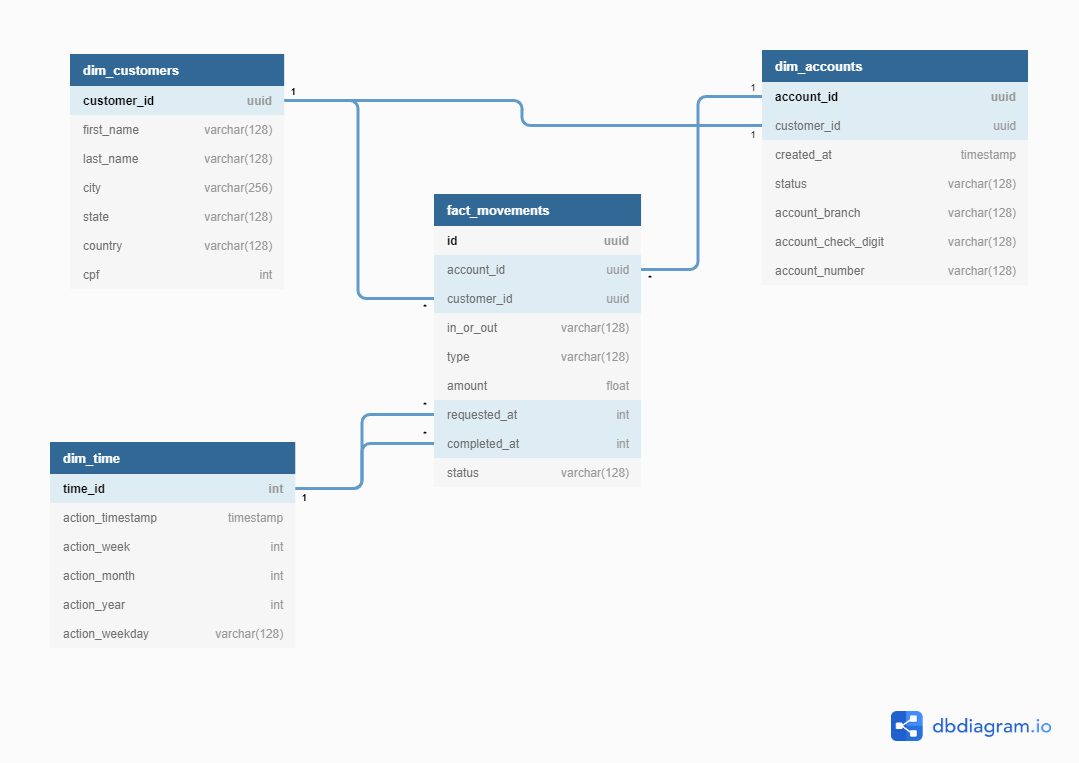 dim_customers
customer_id uuid
first_name varchar(128)
last_name varchar(128)
city varchar(256)
state varchar(128)
country varchar(128)
cpf int
1
dim_accounts
account_id uuid
customer_id uuid
created_at timestamp
status varchar(128)
account_branch varchar(128)
account_check_digit varchar(128)
account_number varchar(128)
1
1
fact_movements
id uuid
account_id uuid
customer_id uuid
in_or_out varchar(128)
type varchar(128)
amount float
requested_at int
completed_at int
status varchar(128)
*
*
*
*
dim_time
time_id int
action_timestamp timestamp
action_week int
action_month int
action_year int
action_weekday varchar(128)
1
dbdiagram.io